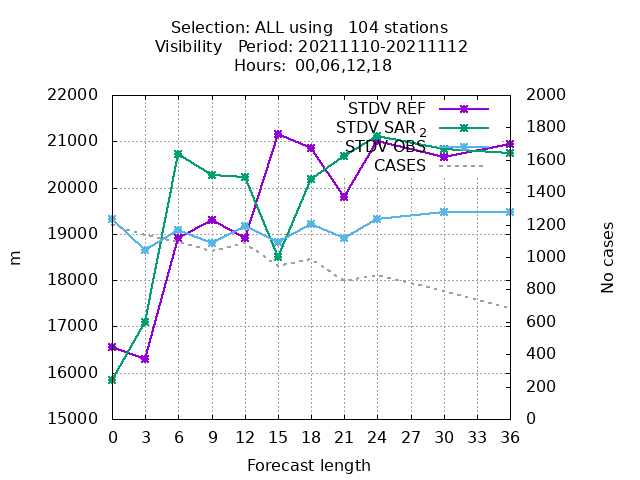 Selection: ALL using   104 stations
Visibility   Period: 20211110-20211112
Hours:  00,06,12,18
22000
21000
20000
19000
18000
17000
16000
15000
m
2000
1800
1600
1400
1200
1000
800
600
400
200
0
No cases
STDV REF
STDV SAR 2
STDV OBS
CASES
0 3 6 9 12 15 18 21 24 27 30 33 36
Forecast length